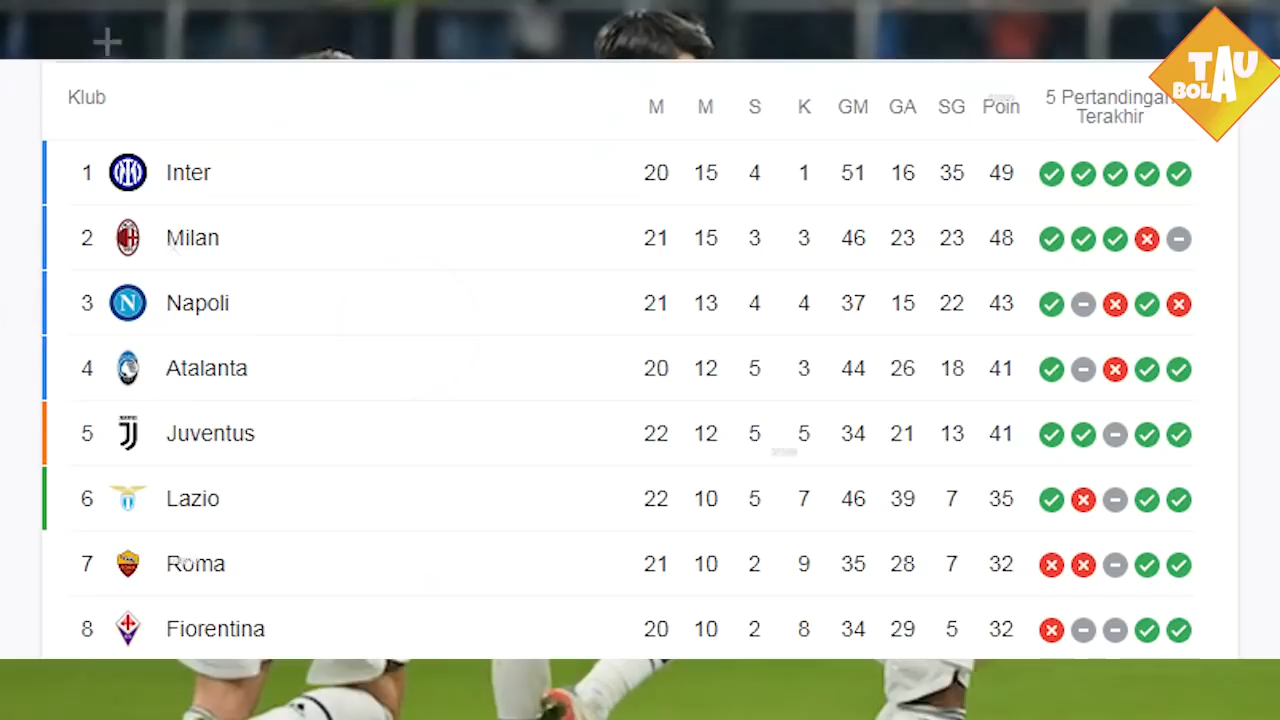 Klub M M S K GM GA SG Poin 5 Pertandingan
Terakhir
TAU
BOLA
1 Inter 20 15 4 1 51 16 35 49
2 Milan 21 15 3 3 46 23 23 48
3 N Napoli 21 13 4 4 37 15 22 43
4 Atalanta 20 12 5 3 44 26 18 41
5 Juventus 22 12 5 5 34 21 13 41
6 Lazio 22 10 5 7 46 39 7 35
7 Roma 21 10 2 9 35 28 7 32
8 Fiorentina 20 10 2 8 34 29 5 32